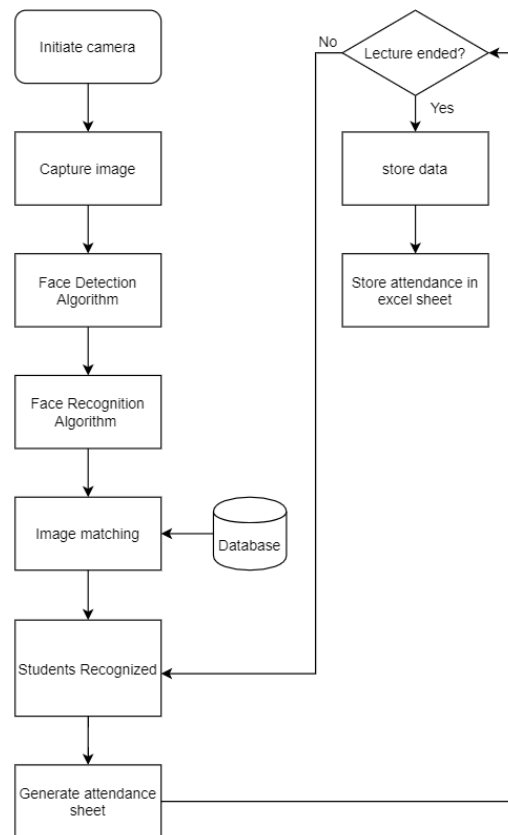 Initiate camera
Capture image
Face Detection
Algorithm
Face Recognition
Algorithm
Image matching
Database
Students Recognized
Generate attendance
sheet
Lecture ended?
No
Yes
store data
Store attendance in
excel sheet